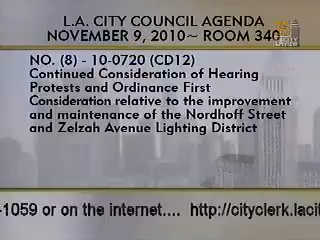 L.A. CITY COUNCIL AGENDA
NOVEMBER 9, 2010~ ROOM 340
NO. (8) - 10-0720 (CD12)
Continued Consideration of Hearing
Protests and Ordinance First
Consideration relative to the improvement
and maintenance of the Nordhoff Street
and Zelzah Avenue Lighting District
-1059 or on the internet.... http://cityclerk.lacit